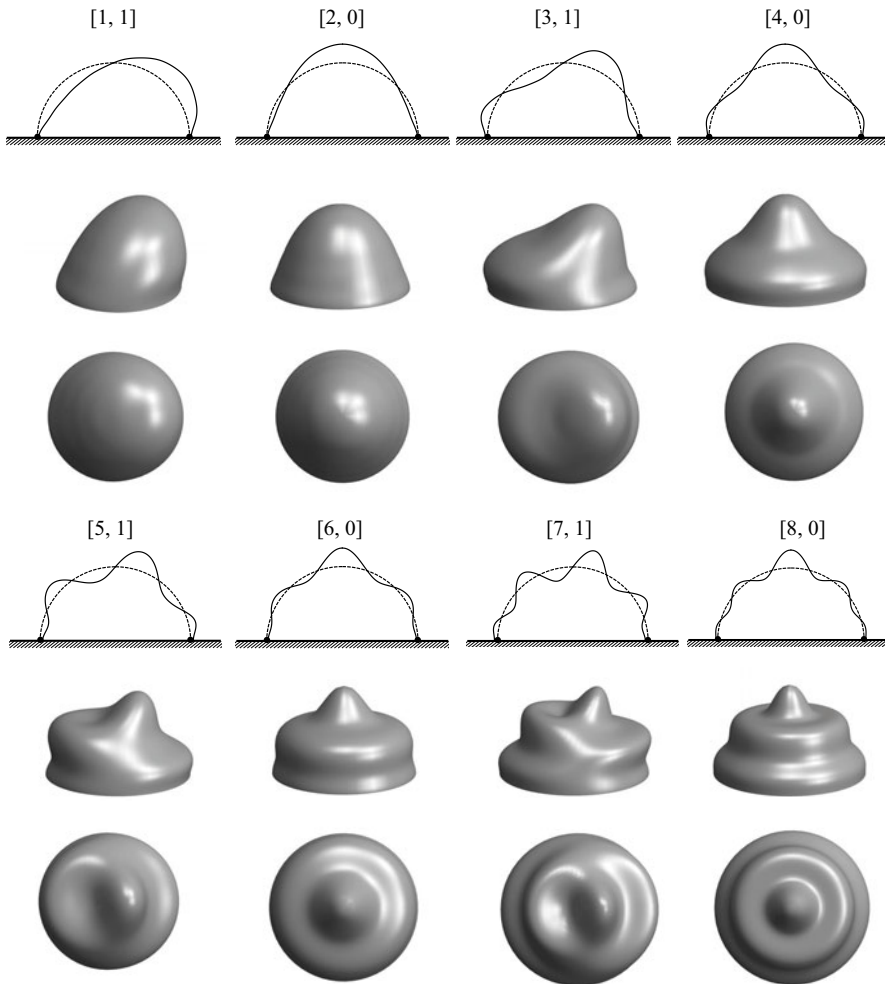 [1, 1] [2, 0] [3, 1] [4, 0]
[5, 1] [6, 0] [7, 1] [8, 0]